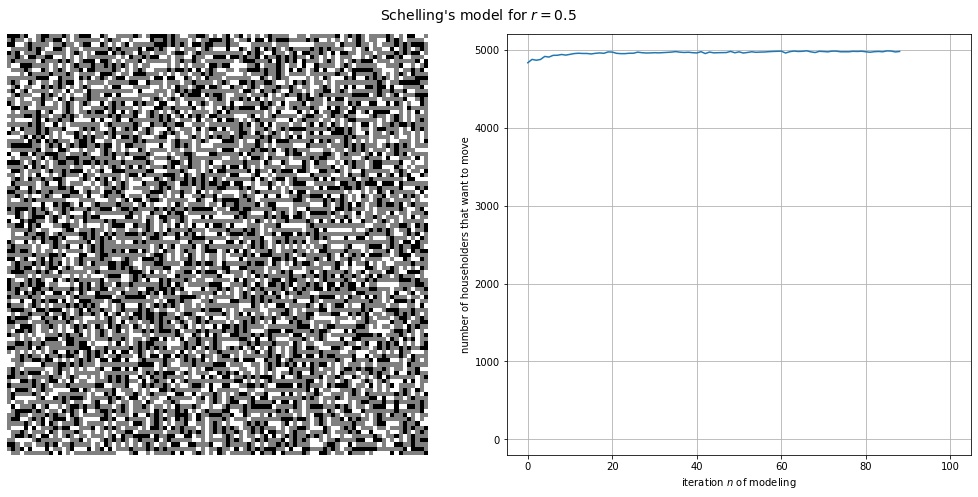 Schelling's model for r = 0.5
number of householders that want to move
5000
4000
3000
2000
1000
0
0 20 40 60 80 100
iteration n of modeling